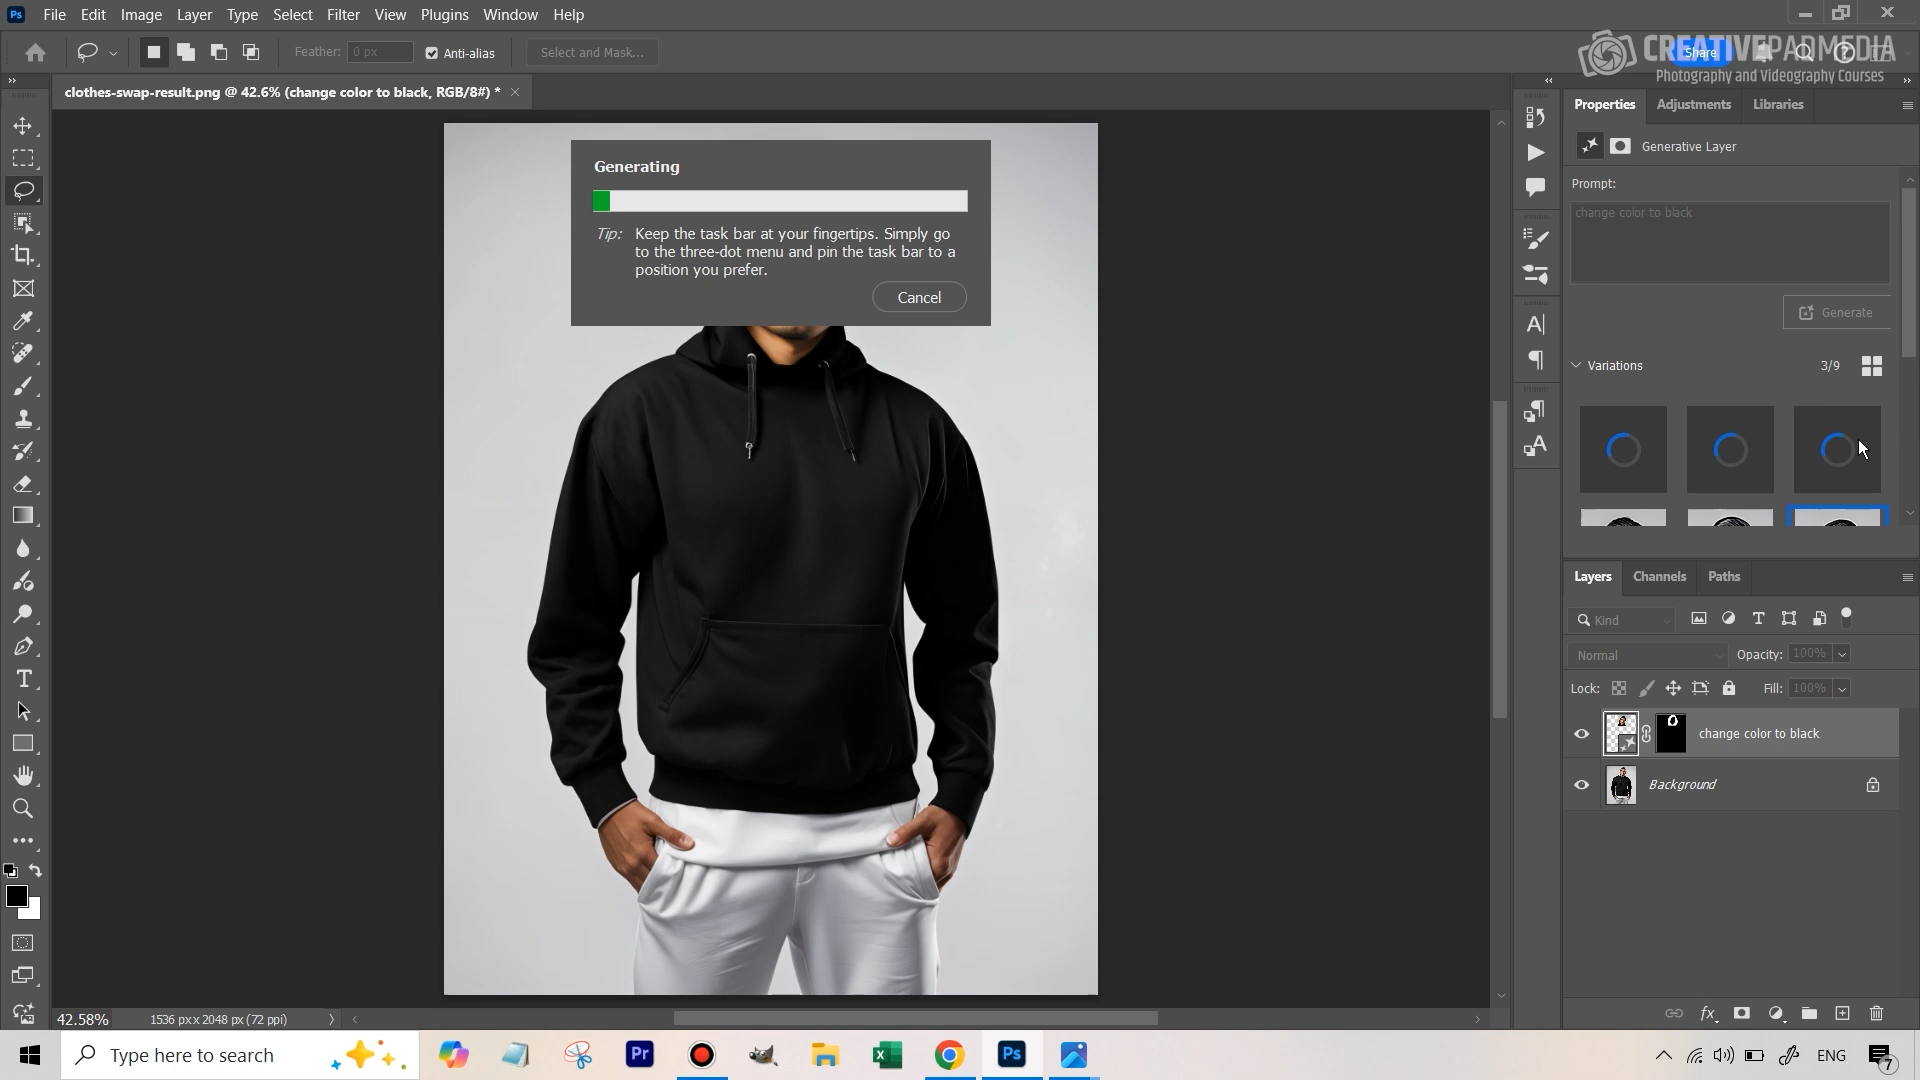 Ps File Edit Image Layer Type Select Filter View Plugins Window Help
Feather: 0 px Anti-alias Select and Mask... Share
CREATIVEPADMEDIA
Photography and Videography Courses
clothes-swap-result.png @ 42.6% (change color to black, RGB/8#) *
Properties Adjustments Libraries
Generative Layer
Prompt:
change color to black
Generate
Variations 3/9
Generating
Tip: Keep the task bar at your fingertips. Simply go
to the three-dot menu and pin the task bar to a
position you prefer.
Cancel
Layers Channels Paths
Kind
Normal Opacity: 100%
Lock: Fill: 100%
change color to black
Background
42.58% 1536 px x 2048 px (72 ppi)
Type here to search Pr Ps ENG 7